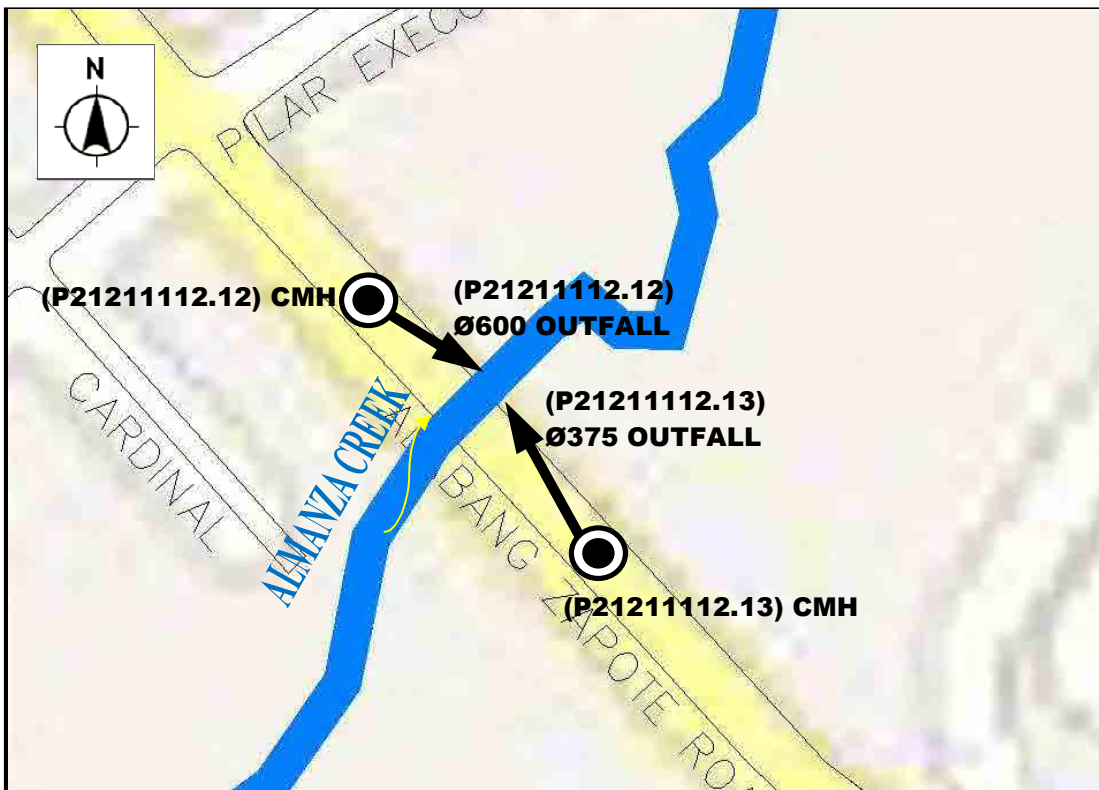 N
PILAR EXECU
(P21211112.12) CMH
(P21211112.12)
Ø600 OUTFALL
(P21211112.13)
Ø375 OUTFALL
CARDINAL
ALMANZA CREEK
BANG ZAPOTE ROA
(P21211112.13) CMH